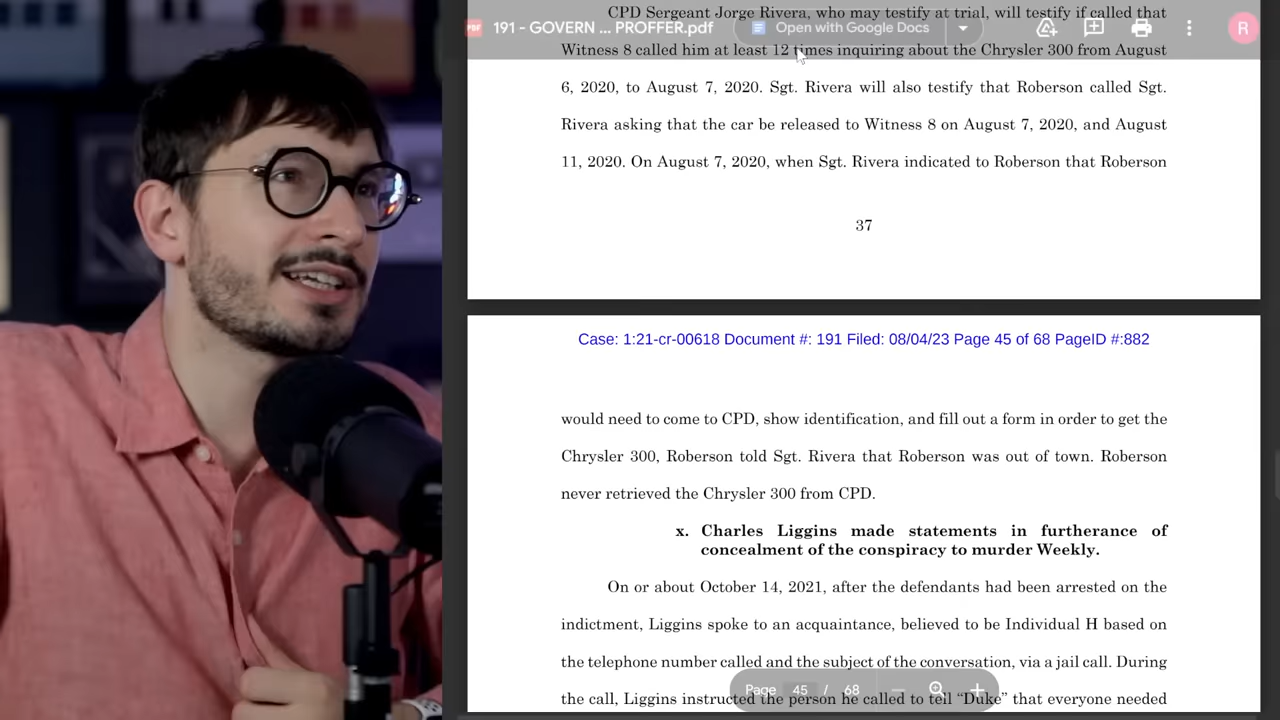 CPD Sergeant Jorge Rivera, who may testify at trial, will testify if called that
191 - GOVERN ... PROFFER.pdf
Open with Google Docs
R
Witness 8 called him at least 12 times inquiring about the Chrysler 300 from August
6, 2020, to August 7, 2020. Sgt. Rivera will also testify that Roberson called Sgt.
Rivera asking that the car be released to Witness 8 on August 7, 2020, and August
11, 2020. On August 7, 2020, when Sgt. Rivera indicated to Roberson that Roberson
37
Case: 1:21-cr-00618 Document #: 191 Filed: 08/04/23 Page 45 of 68 PageID #:882
would need to come to CPD, show identification, and fill out a form in order to get the
Chrysler 300, Roberson told Sgt. Rivera that Roberson was out of town. Roberson
never retrieved the Chrysler 300 from CPD.
x. Charles Liggins made statements in furtherance of
concealment of the conspiracy to murder Weekly.
On or about October 14, 2021, after the defendants had been arrested on the
indictment, Liggins spoke to an acquaintance, believed to be Individual H based on
the telephone number called and the subject of the conversation, via a jail call. During
Page 45 / 68
the call, Liggins instructed the person he called to tell “Duke” that everyone needed